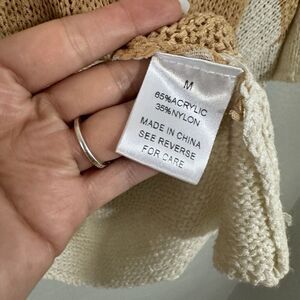 M
65%ACRYLIC
35%NYLON
MADE IN CHINA
SEE REVERSE
FOR CARE